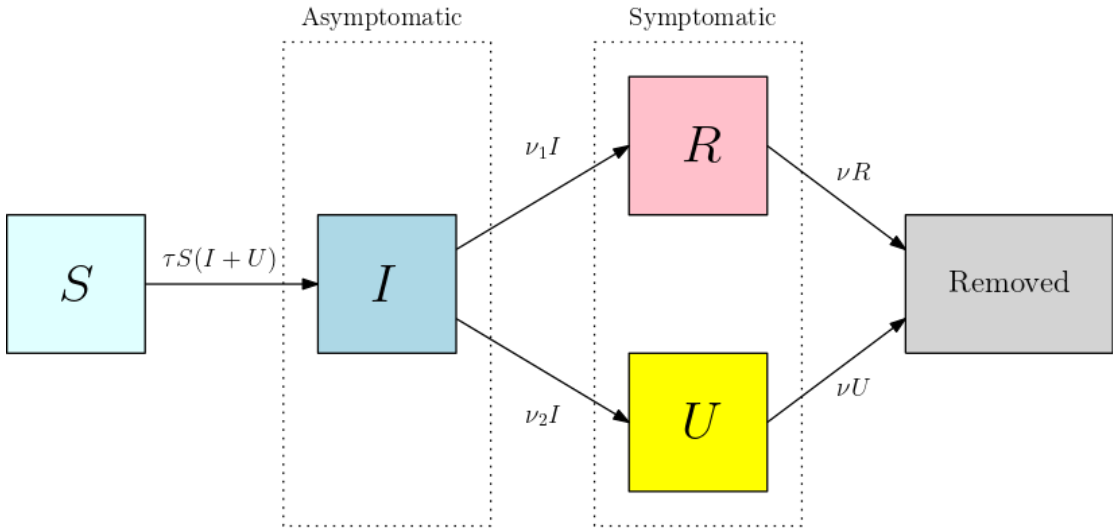 Asymptomatic
Symptomatic
S
τS(I + U)
I
ν₁I
ν₂I
R
U
νR
νU
Removed